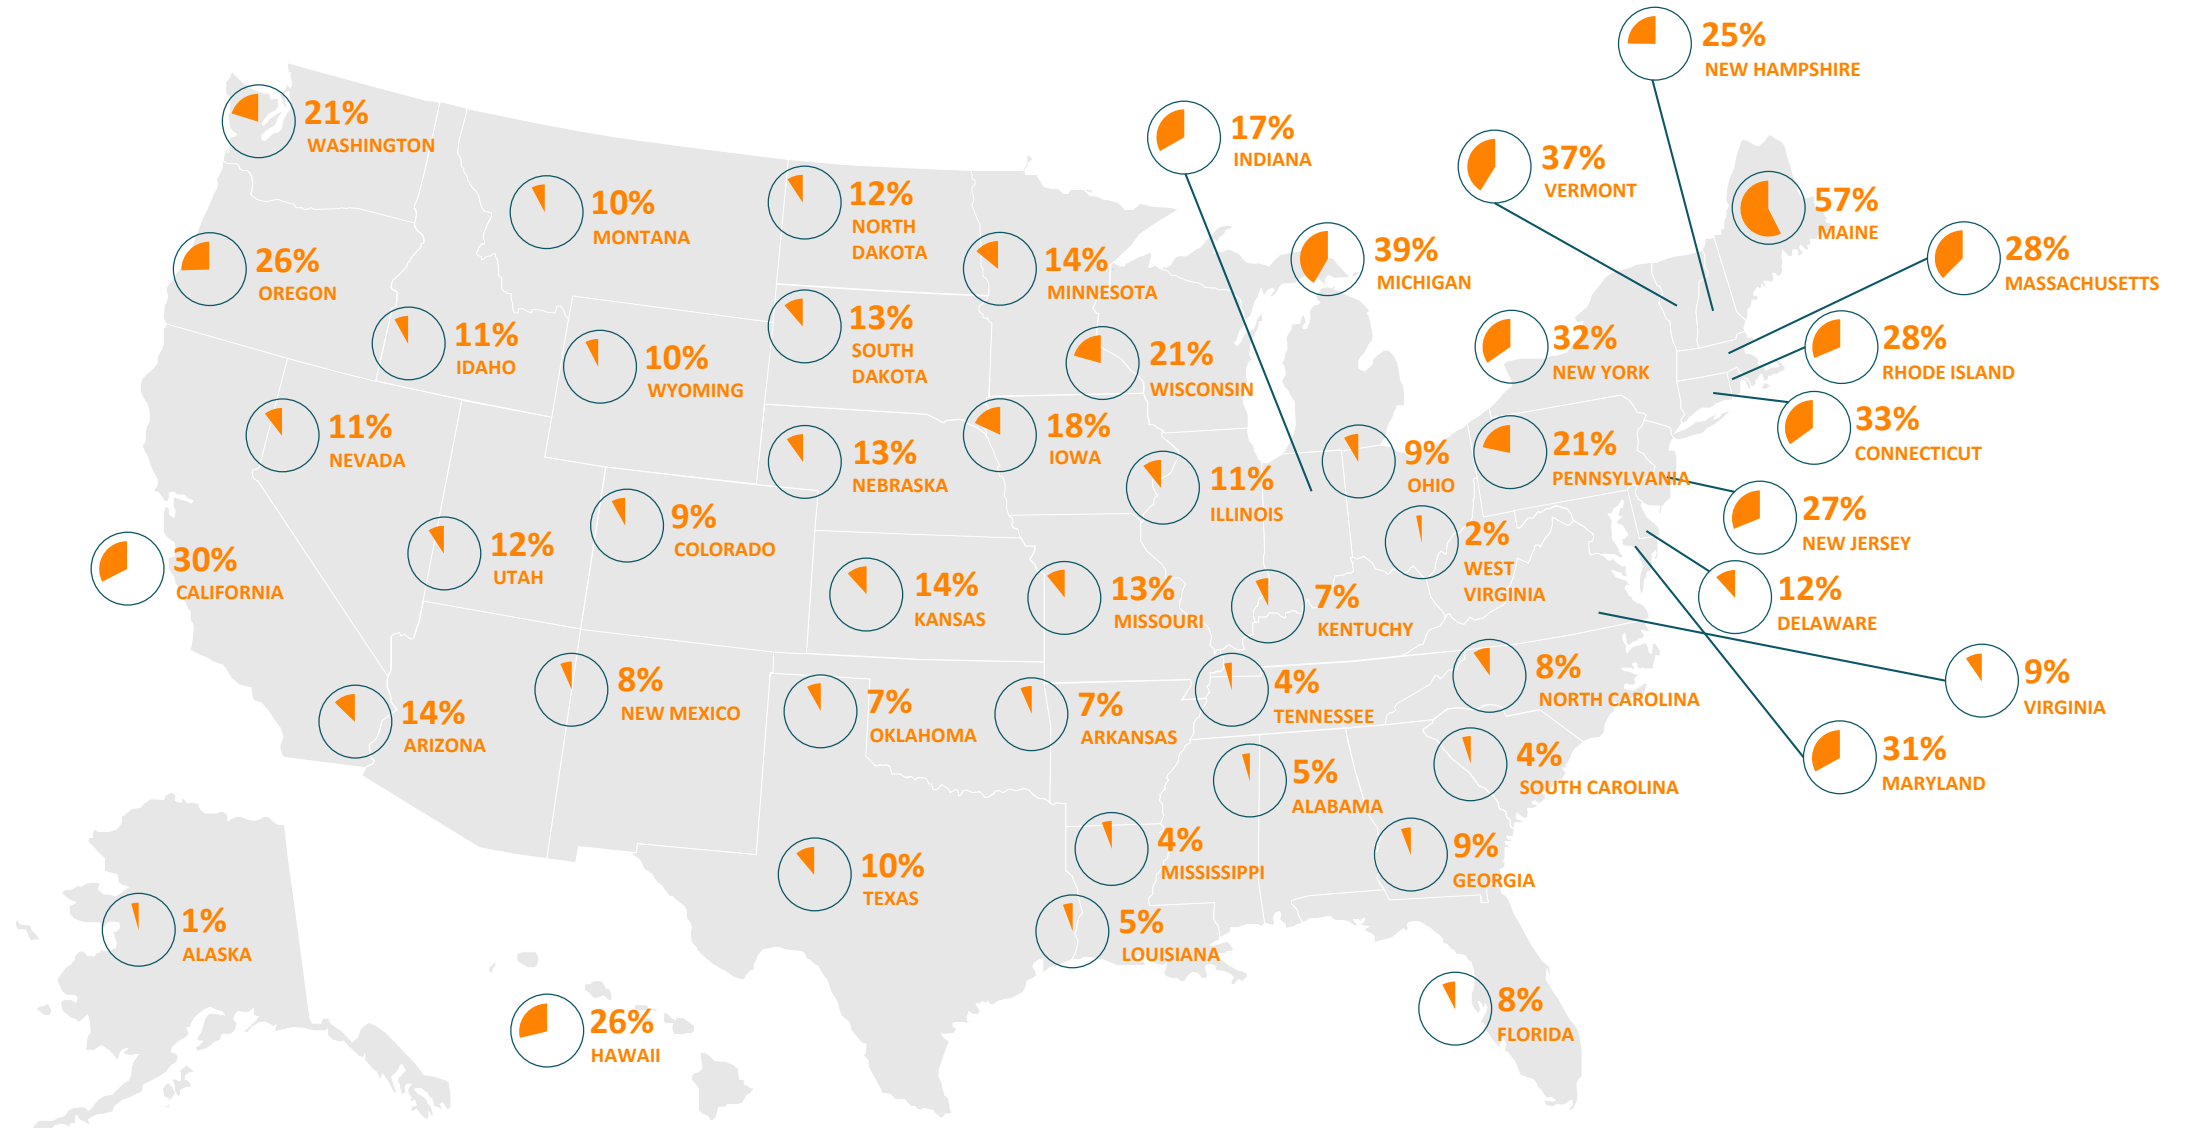 25%
NEW HAMPSHIRE
21%
WASHINGTON
17%
INDIANA
37%
VERMONT
10%
MONTANA
12%
NORTH
DAKOTA
57%
MAINE
26%
OREGON
14%
MINNESOTA
39%
MICHIGAN
28%
MASSACHUSETTS
11%
IDAHO
10%
WYOMING
13%
SOUTH
DAKOTA
21%
WISCONSIN
32%
NEW YORK
28%
RHODE ISLAND
11%
NEVADA
13%
NEBRASKA
18%
IOWA
11%
ILLINOIS
9%
OHIO
21%
PENNSYLVANIA
33%
CONNECTICUT
30%
CALIFORNIA
12%
UTAH
9%
COLORADO
14%
KANSAS
13%
MISSOURI
7%
KENTUCHY
2%
WEST
VIRGINIA
27%
NEW JERSEY
12%
DELAWARE
14%
ARIZONA
8%
NEW MEXICO
7%
OKLAHOMA
7%
ARKANSAS
4%
TENNESSEE
8%
NORTH CAROLINA
9%
VIRGINIA
5%
ALABAMA
4%
SOUTH CAROLINA
31%
MARYLAND
10%
TEXAS
4%
MISSISSIPPI
9%
GEORGIA
1%
ALASKA
5%
LOUISIANA
26%
HAWAII
8%
FLORIDA